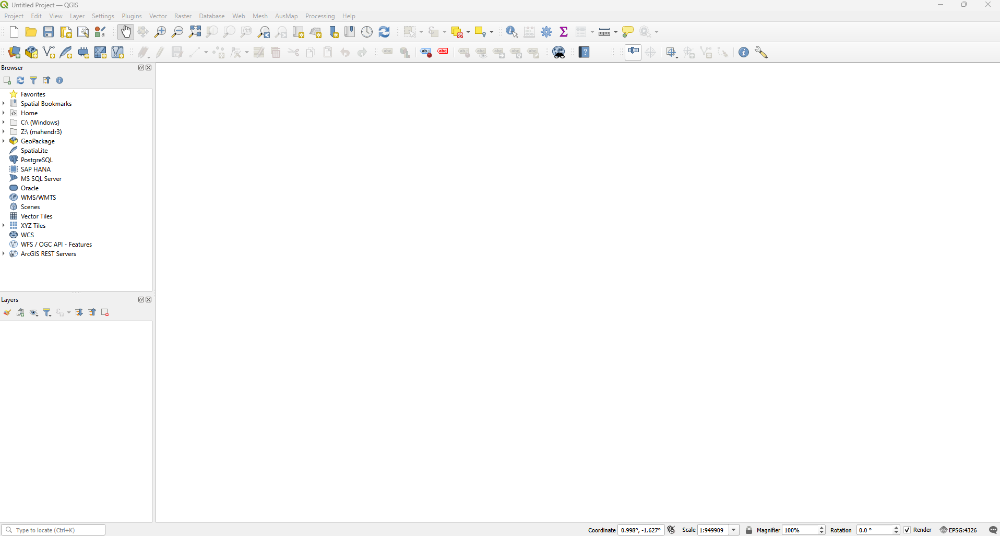 Untitled Project — QGIS
Project Edit View Layer Settings Plugins Vector Raster Database Web Mesh AusMap Processing Help
Browser
Favorites
Spatial Bookmarks
Home
C:\ (Windows)
Z:\ (mahendr3)
GeoPackage
SpatiaLite
PostgreSQL
SAP HANA
MS SQL Server
Oracle
WMS/WMTS
Scenes
Vector Tiles
XYZ Tiles
WCS
WFS / OGC API - Features
ArcGIS REST Servers
Layers
Type to locate (Ctrl+K)
Coordinate 0.998°, -1.627° Scale 1:949909 Magnifier 100% Rotation 0.0 ° Render EPSG:4326